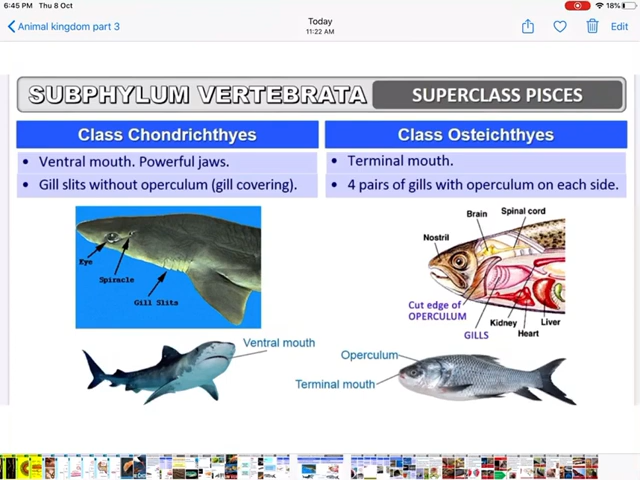 6:45 PM Thu 8 Oct
18%
Animal kingdom part 3
Today
11:22 AM
Edit
SUBPHYLUM VERTEBRATA
SUPERCLASS PISCES
Class Chondrichthyes
Class Osteichthyes
• Ventral mouth. Powerful jaws.
• Terminal mouth.
• Gill slits without operculum (gill covering).
• 4 pairs of gills with operculum on each side.
Eye
Spiracle
Gill Slits
Brain
Spinal cord
Nostril
Cut edge of
OPERCULUM
GILLS
Kidney
Heart
Liver
Ventral mouth
Operculum
Terminal mouth